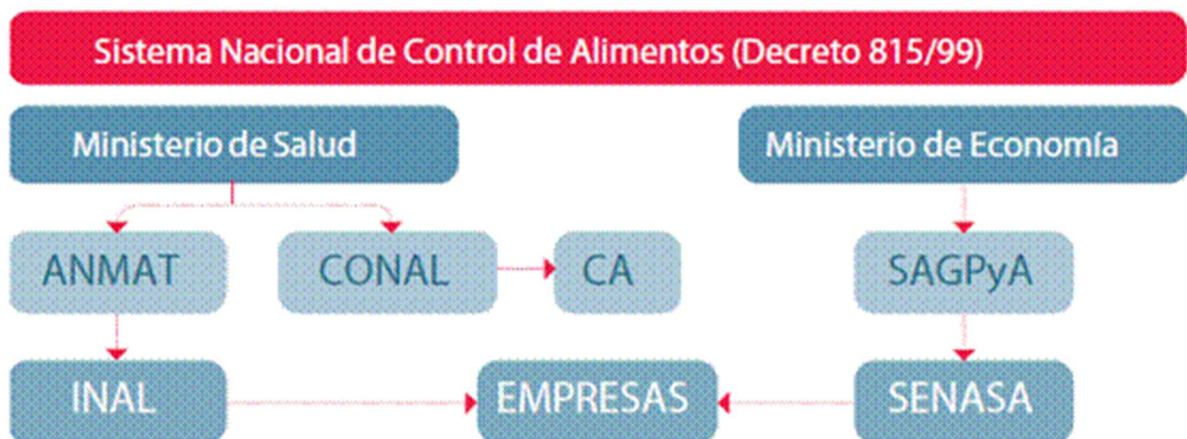 Sistema Nacional de Control de Alimentos (Decreto 815/99)
Ministerio de Salud
Ministerio de Economía
ANMAT
CONAL
CA
SAGPyA
INAL
EMPRESAS
SENASA